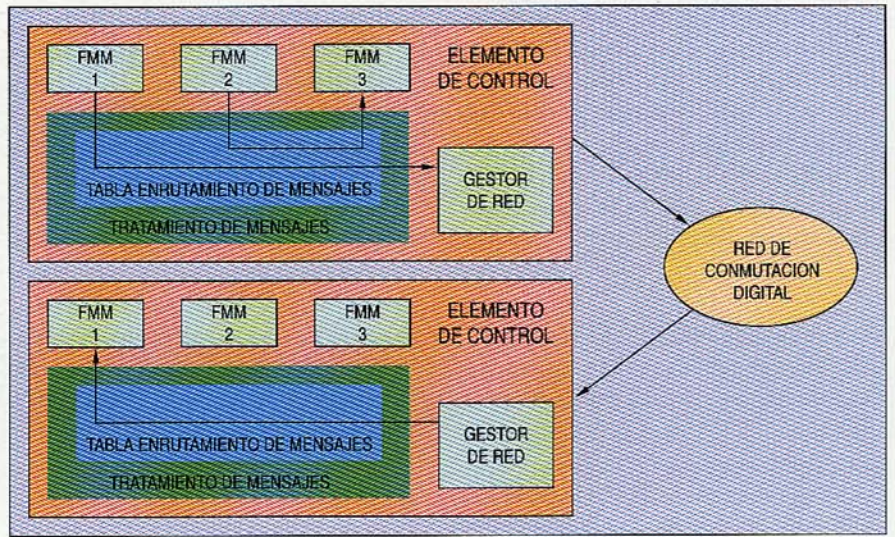 FMM
1
FMM
2
FMM
3
ELEMENTO
DE CONTROL
TABLA ENRUTAMIENTO DE MENSAJES
TRATAMIENTO DE MENSAJES
GESTOR
DE RED
RED DE
CONMUTACION
DIGITAL
FMM
1
FMM
2
FMM
3
ELEMENTO
DE CONTROL
TABLA ENRUTAMIENTO DE MENSAJES
TRATAMIENTO DE MENSAJES
GESTOR
DE RED